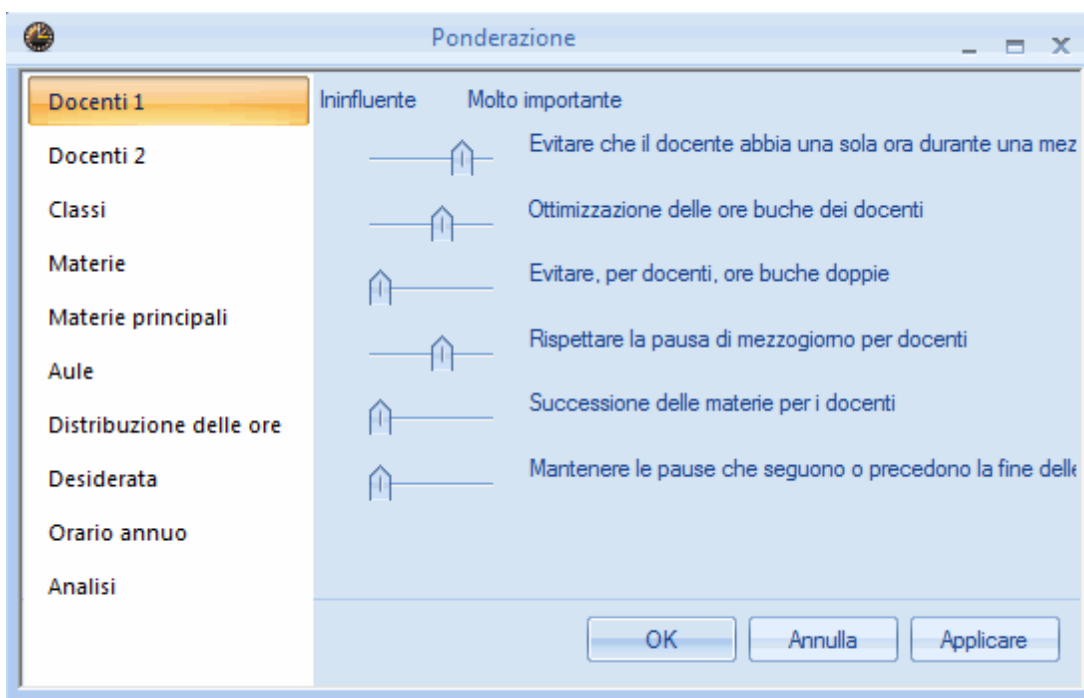 Ponderazione
Docenti 1
Docenti 2
Classi
Materie
Materie principali
Aule
Distribuzione delle ore
Desiderata
Orario annuo
Analisi
Ininfluente Molto importante
Evitare che il docente abbia una sola ora durante una mez
Ottimizzazione delle ore buche dei docenti
Evitare, per docenti, ore buche doppie
Rispettare la pausa di mezzogiorno per docenti
Successione delle materie per i docenti
Mantenere le pause che seguono o precedono la fine delle
OK Annulla Applicare